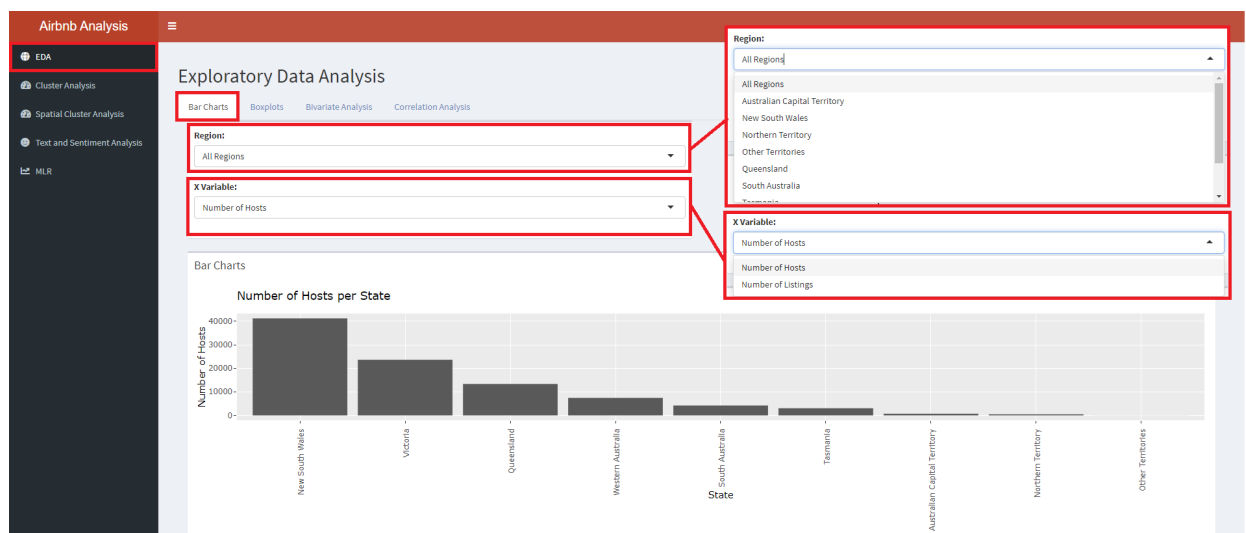 Airbnb Analysis
EDA
Cluster Analysis
Spatial Cluster Analysis
Text and Sentiment Analysis
MLR
Exploratory Data Analysis
Bar Charts
Boxplots
Bivariate Analysis
Correlation Analysis
Region:
All Regions
X Variable:
Number of Hosts
Region:
All Regions
All Regions
Australian Capital Territory
New South Wales
Northern Territory
Other Territories
Queensland
South Australia
Tasmania
X Variable:
Number of Hosts
Number of Hosts
Number of Listings
Bar Charts
Number of Hosts per State
Number of Hosts
40000
30000
20000
10000
0
New South Wales
Victoria
Queensland
Western Australia
South Australia
Tasmania
Australian Capital Territory
Northern Territory
Other Territories
State